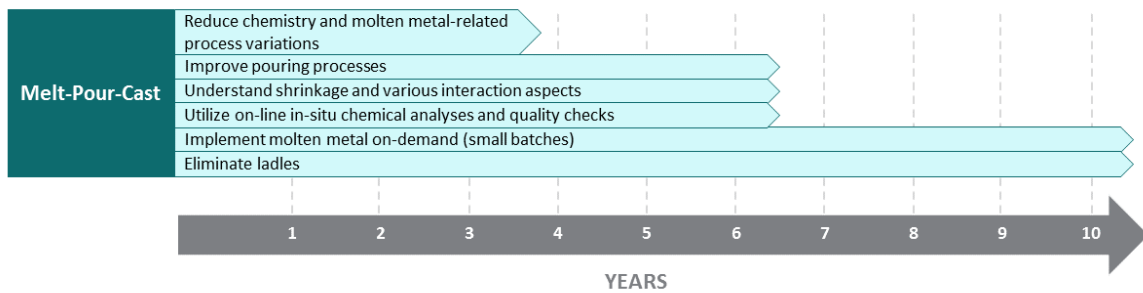 Melt-Pour-Cast
Reduce chemistry and molten metal-related
process variations
Improve pouring processes
Understand shrinkage and various interaction aspects
Utilize on-line in-situ chemical analyses and quality checks
Implement molten metal on-demand (small batches)
Eliminate ladles
1 2 3 4 5 6 7 8 9 10
YEARS